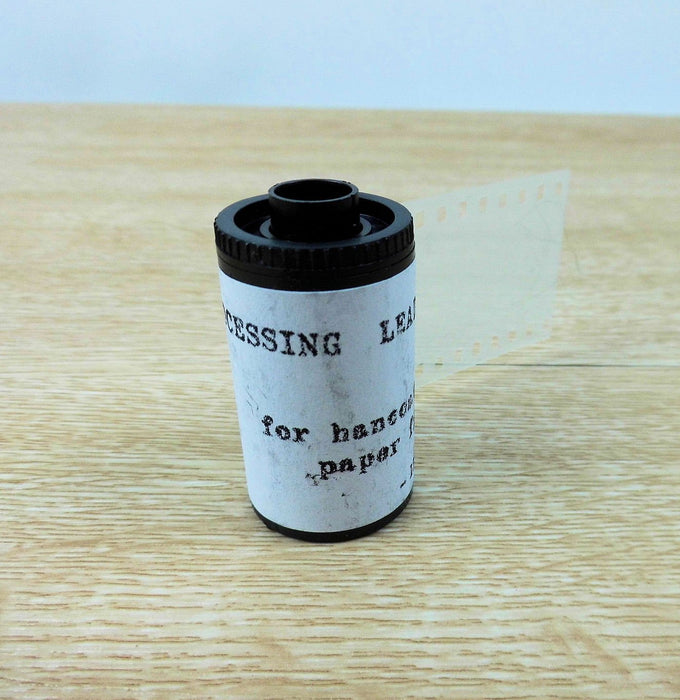 CESSING LEA
for hanco
paper f